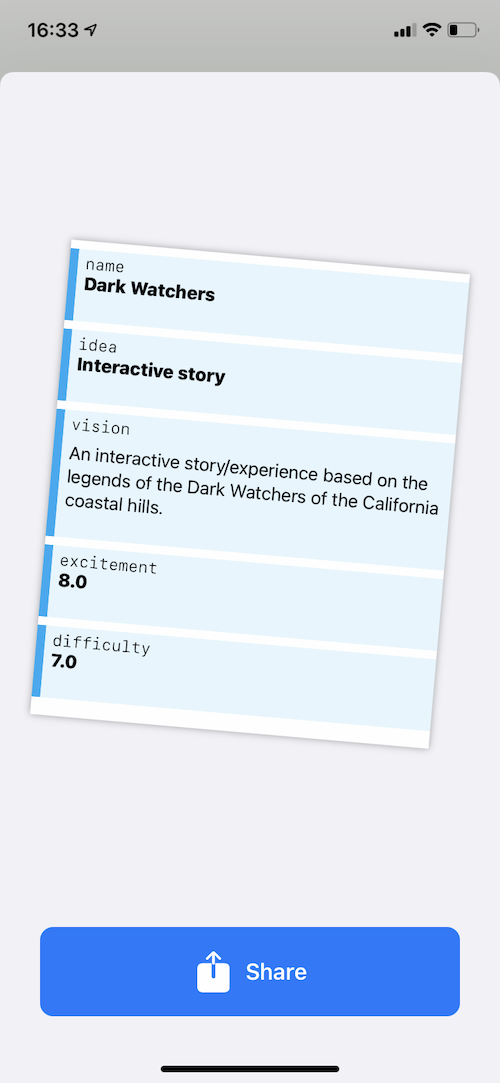 16:33
name
Dark Watchers
idea
Interactive story
vision
An interactive story/experience based on the
legends of the Dark Watchers of the California
coastal hills.
excitement
8.0
difficulty
7.0
Share